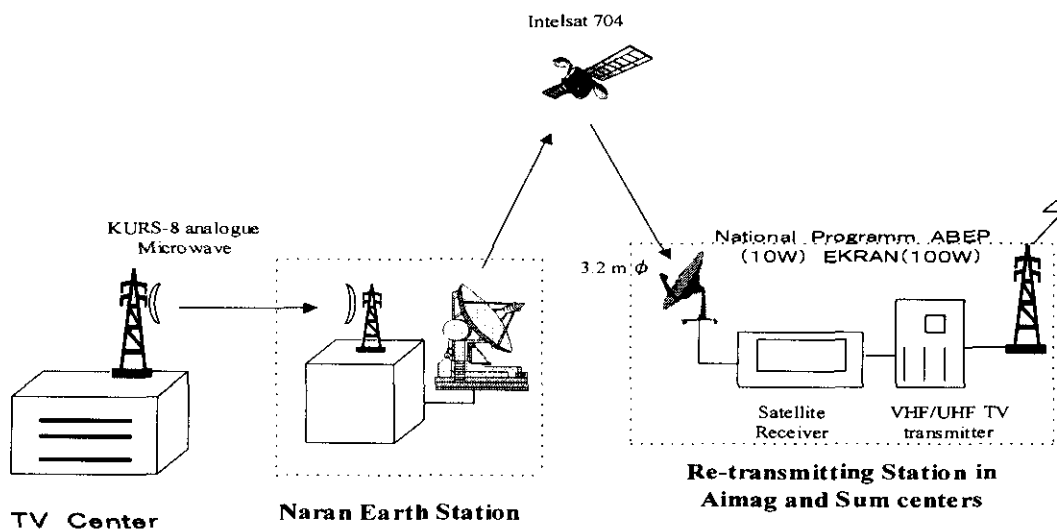 Intelsat 704
KURS-8 analogue
Microwave
National Programm ABEP
(10W) EKRAN(100W)
3.2 m ϕ
Satellite
Receiver
VHF/UHF TV
transmitter
TV Center
Naran Earth Station
Re-transmitting Station in
Aimag and Sum centers